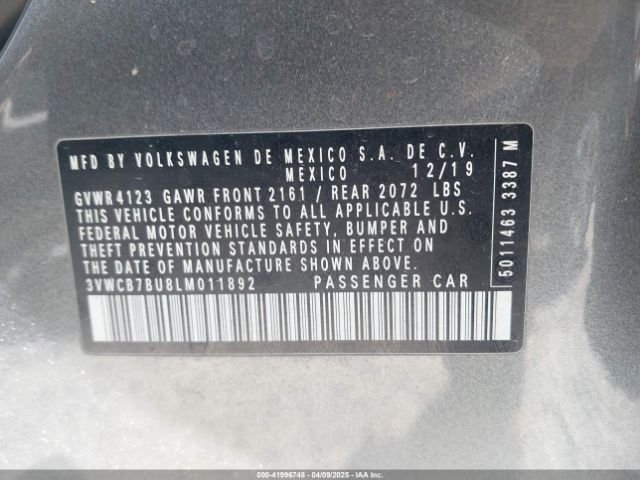 MFD BY VOLKSWAGEN DE MEXICO S.A. DE C.V.
MEXICO 12/19
GVWR 4123 GAWR FRONT 2161 / REAR 2072 LBS
THIS VEHICLE CONFORMS TO ALL APPLICABLE U.S.
FEDERAL MOTOR VEHICLE SAFETY, BUMPER AND
THEFT PREVENTION STANDARDS IN EFFECT ON
THE DATE OF MANUFACTURE SHOWN ABOVE.
3VWCB7BU8LM011892 PASSENGER CAR
5011463 3387 M
000-41996748 - 04/09/2025 - IAA Inc.